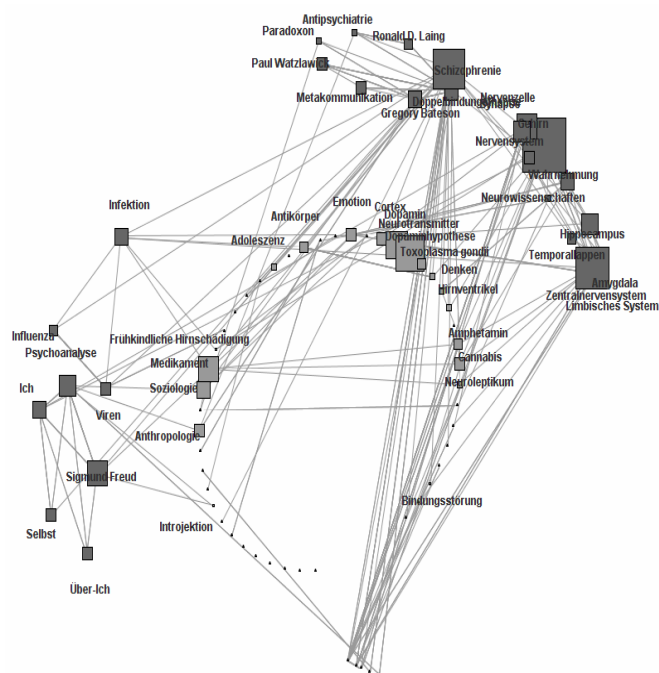 Antipsychiatrie
Paradoxon
Ronald D. Laing
Paul Watzlawick
Schizophrenie
Metakommunikation
Nervenzelle
Synapse
Gregory Bateson
Gehirn
Nervensystem
Wahrnehmung
Neurowissenschaften
Emotion
Cortex
Infektion
Antikörper
Dopamin
Neurotransmitter
Hippocampus
Adoleszenz
Dopaminhypothese
Toxoplasma gondii
Temporallappen
Denken
Amygdala
Hirnventrikel
Zentralnervensystem
Limbisches System
Influenza
Frühkindliche Hirnschädigung
Amphetamin
Psychoanalyse
Medikament
Cannabis
Ich
Soziologie
Neuroleptikum
Viren
Anthropologie
Sigmund Freud
Bindungsstörung
Introjektion
Selbst
Über-Ich